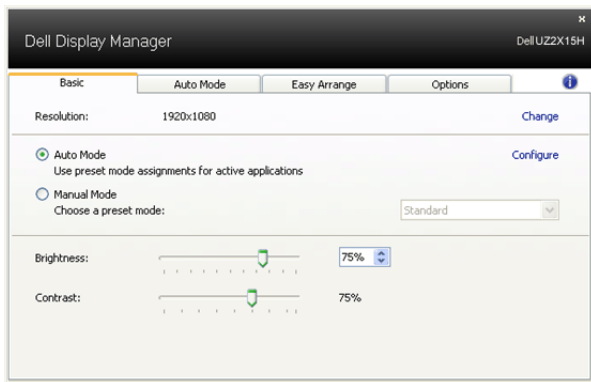 Dell Display Manager
Dell UZ2X15H
Basic
Auto Mode
Easy Arrange
Options
Resolution:
1920x1080
Change
Auto Mode
Configure
Use preset mode assignments for active applications
Manual Mode
Choose a preset mode:
Standard
Brightness:
75%
Contrast:
75%